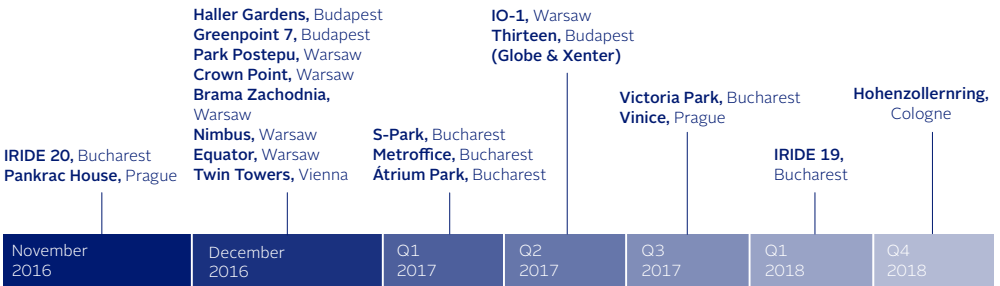 IRIDE 20, Bucharest
Pankrac House, Prague
Haller Gardens, Budapest
Greenpoint 7, Budapest
Park Postepu, Warsaw
Crown Point, Warsaw
Brama Zachodnia,
Warsaw
Nimbus, Warsaw
Equator, Warsaw
Twin Towers, Vienna
S-Park, Bucharest
Metroffice, Bucharest
Átrium Park, Bucharest
IO-1, Warsaw
Thirteen, Budapest
(Globe & Xenter)
Victoria Park, Bucharest
Vinice, Prague
IRIDE 19,
Bucharest
Hohenzollernring,
Cologne
November
2016
December
2016
Q1
2017
Q2
2017
Q3
2017
Q1
2018
Q4
2018